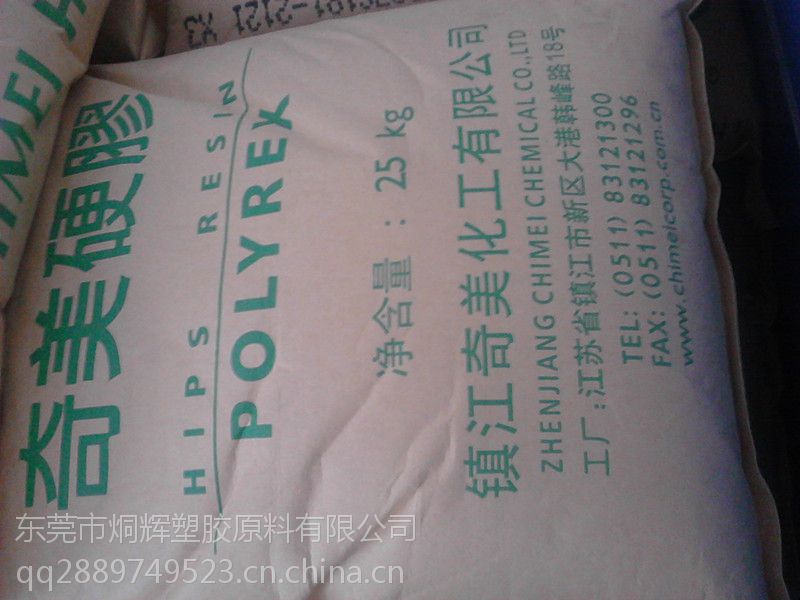 奇美硬膠
HIPS RESIN
POLYREX
净含量：25 kg
镇江奇美化工有限公司
ZHENJIANG CHIMEI CHEMICAL CO.,LTD
工厂：江苏省镇江市新区大港韩峰路18号
TEL: (0511) 83121300
FAX: (0511) 83121296
www.chimeicorp.com.cn
东莞市炯辉塑胶原料有限公司
qq2889749523.cn.china.cn